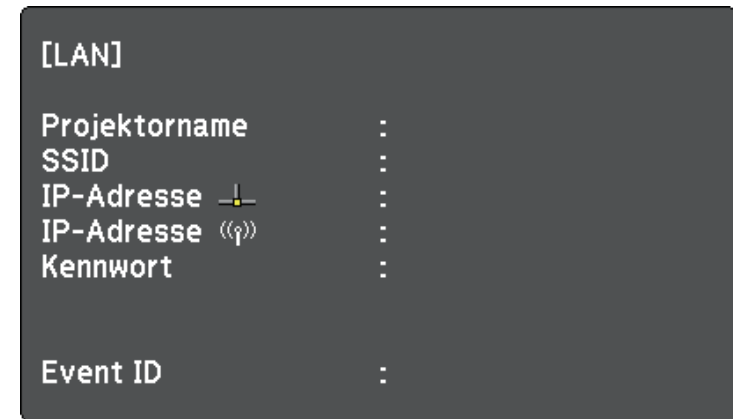 [LAN]
Projektorname :
SSID :
IP-Adresse :
IP-Adresse :
Kennwort :
Event ID :